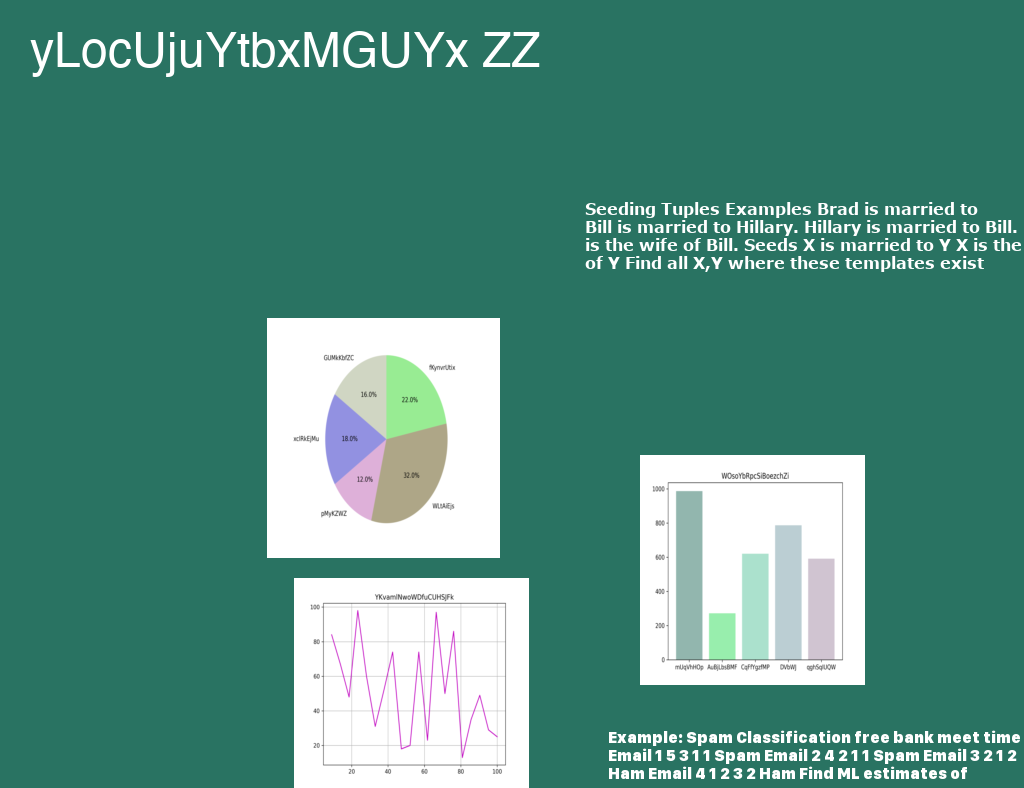 yLocUjuYtbxMGUYx ZZ
Seeding Tuples Examples Brad is married to
Bill is married to Hillary. Hillary is married to Bill.
is the wife of Bill. Seeds X is married to Y X is the
of Y Find all X,Y where these templates exist
GUMkKbfZC
fKynvrUtix
16.0%
22.0%
xclRkEjMu
18.0%
32.0%
12.0%
pMyKZWZ
WLtAiEjs
WOsoYbRpcSiBoezchZi
1000
800
600
400
200
0
mUqVhHOp AuBjLbsBMF CqFfYgzfMP DVbWJ qghSqIUQW
YKvamINwoWDfuCUHSJFk
100
80
60
40
20
20 40 60 80 100
Example: Spam Classification free bank meet time
Email 1 5 3 1 1 Spam Email 2 4 2 1 1 Spam Email 3 2 1 2
Ham Email 4 1 2 3 2 Ham Find ML estimates of